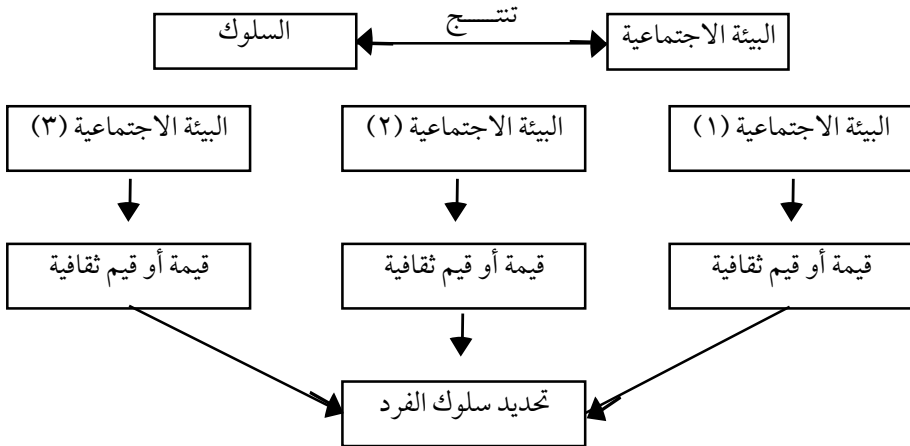 تنتـــــج
البيئة الاجتماعية
السلوك
البيئة الاجتماعية (١)
البيئة الاجتماعية (٢)
البيئة الاجتماعية (٣)
قيمة أو قيم ثقافية
قيمة أو قيم ثقافية
قيمة أو قيم ثقافية
تحديد سلوك الفرد